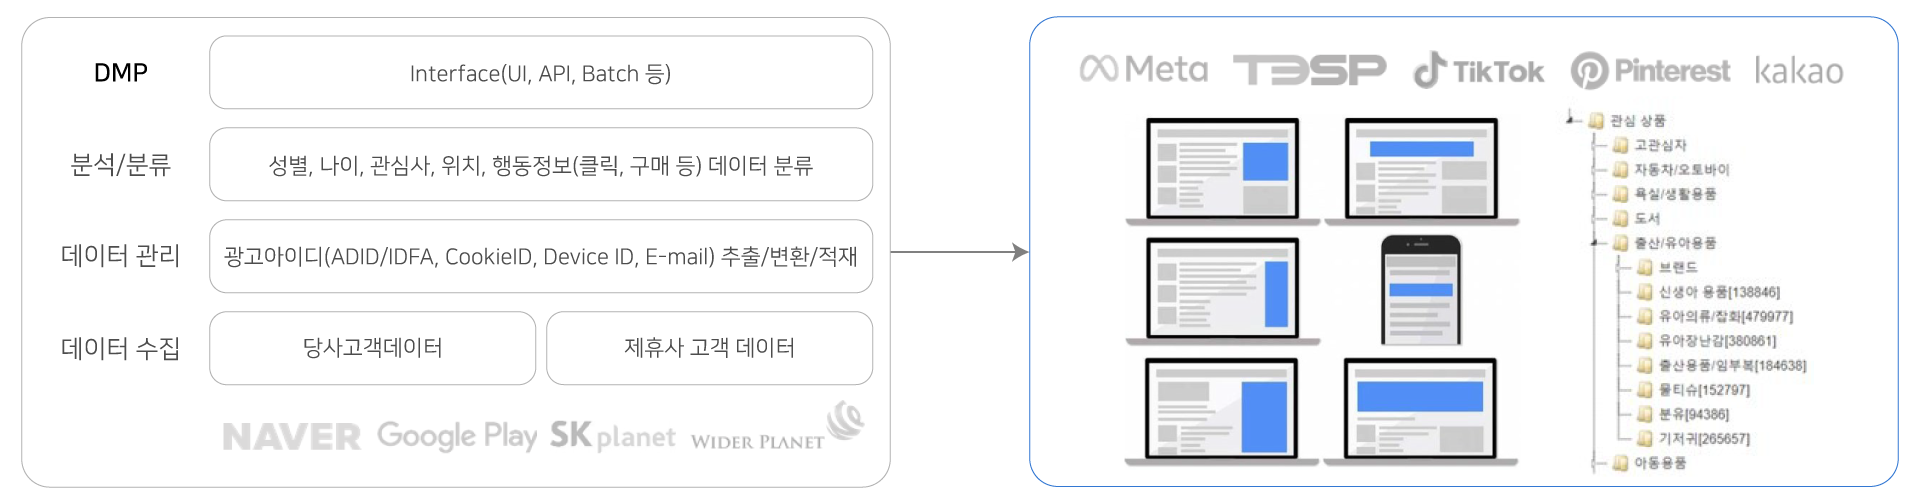 DMP
Interface(UI, API, Batch 등)
분석/분류
성별, 나이, 관심사, 위치, 행동정보(클릭, 구매 등) 데이터 분류
데이터 관리
광고아이디(ADID/IDFA, CookieID, Device ID, E-mail) 추출/변환/적재
데이터 수집
당사고객데이터
제휴사 고객 데이터
NAVER
Google Play
SK planet
WIDER PLANET
Meta
T3SP
TikTok
Pinterest
kakao
관심 상품
고관심자
자동차/오토바이
욕실/생활용품
도서
출산/유아용품
브랜드
신생아 용품[138846]
유아의류/잡화[479977]
유아장난감[380861]
출산용품/임부복[184638]
물티슈[152797]
분유[94386]
기저귀[265657]
아동용품